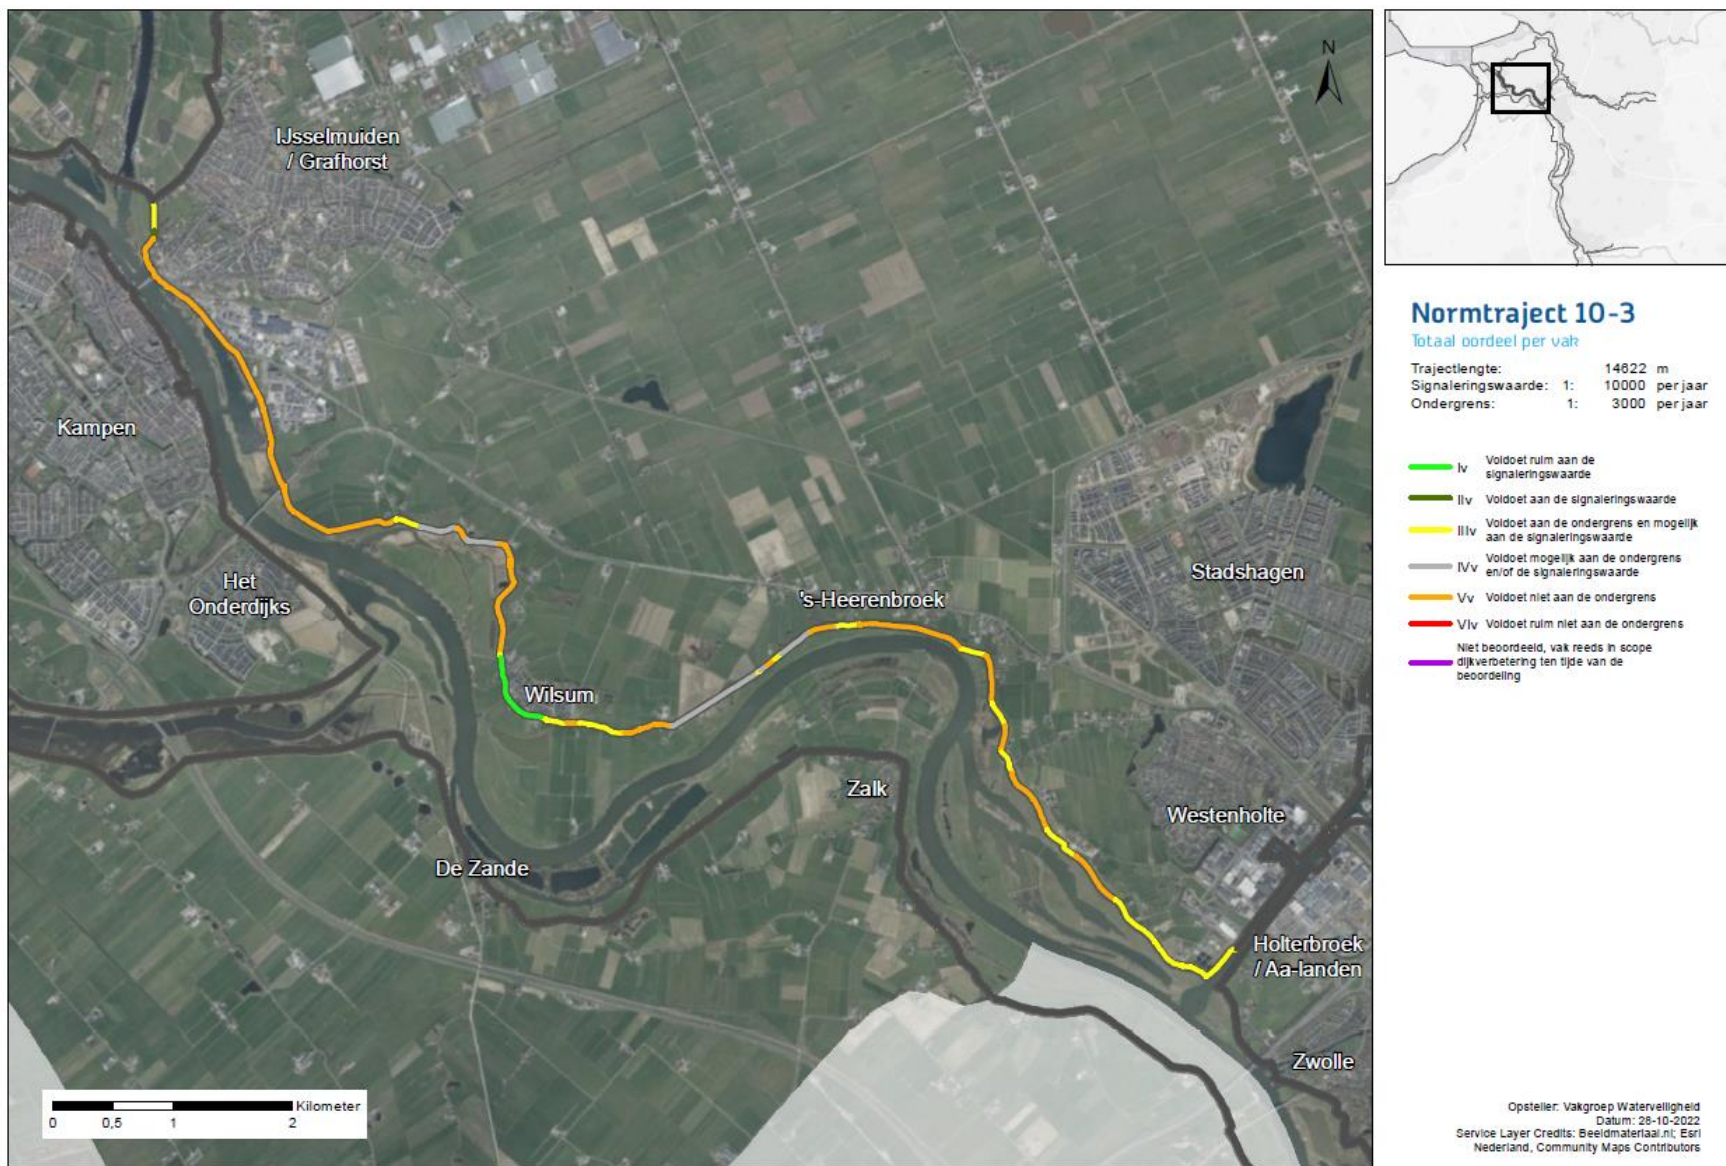 N
IJsselmuiden
/ Grafhorst
Kampen
Het
Onderdijks
Wilsum
's-Heerenbroek
Stadshagen
Zalk
De Zande
Westenholte
Holterbroek
/ Aa-landen
Zwolle
Kilometer
0 0,5 1 2
Normtraject 10-3
Totaal oordeel per vak
Trajectlengte: 14622 m
Signaleringswaarde: 1: 10000 per jaar
Ondergrens: 1: 3000 per jaar
Iv Voldoet ruim aan de
signaleringswaarde
IIv Voldoet aan de signaleringswaarde
IIIv Voldoet aan de ondergrens en mogelijk
aan de signaleringswaarde
IVv Voldoet mogelijk aan de ondergrens
en/of de signaleringswaarde
Vv Voldoet niet aan de ondergrens
VIv Voldoet ruim niet aan de ondergrens
Niet beoordeeld, vak reeds in scope
dijkverbetering ten tijde van de
beoordeling
Opsteller: Vakgroep Waterveiligheid
Datum: 28-10-2022
Service Layer Credits: Beeldmateriaal.nl; Esri
Nederland, Community Maps Contributors